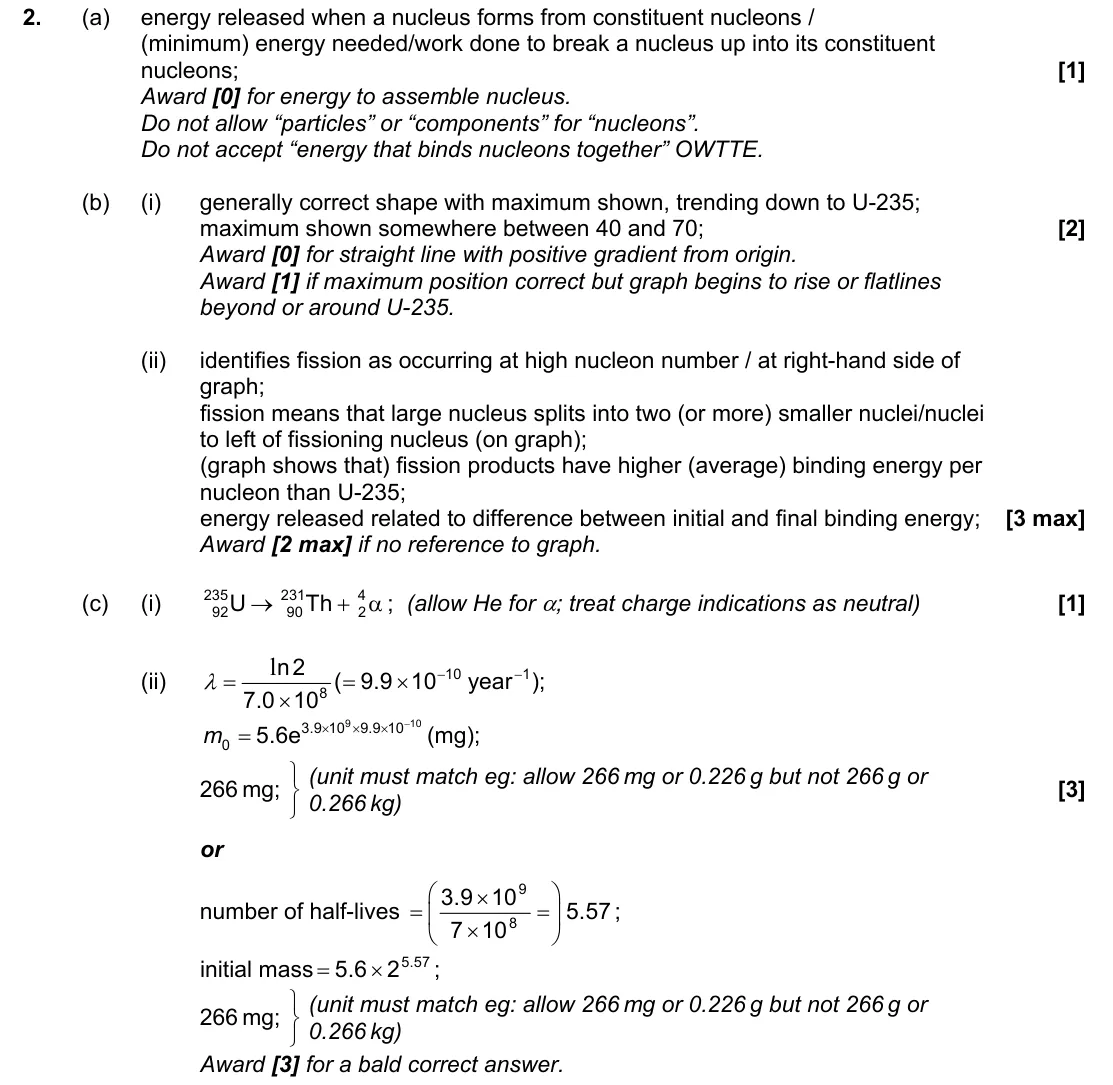 2. (a) energy released when a nucleus forms from constituent nucleons /
(minimum) energy needed/work done to break a nucleus up into its constituent
nucleons; [1]
Award [0] for energy to assemble nucleus.
Do not allow “particles” or “components” for “nucleons”.
Do not accept “energy that binds nucleons together” OWTTE.
(b) (i) generally correct shape with maximum shown, trending down to U-235;
maximum shown somewhere between 40 and 70; [2]
Award [0] for straight line with positive gradient from origin.
Award [1] if maximum position correct but graph begins to rise or flatlines
beyond or around U-235.
(ii) identifies fission as occurring at high nucleon number / at right-hand side of
graph;
fission means that large nucleus splits into two (or more) smaller nuclei/nuclei
to left of fissioning nucleus (on graph);
(graph shows that) fission products have higher (average) binding energy per
nucleon than U-235;
energy released related to difference between initial and final binding energy; [3 max]
Award [2 max] if no reference to graph.
(c) (i) ²³⁵₉₂U → ²³¹₉₀Th + ⁴₂α ; (allow He for α; treat charge indications as neutral) [1]
(ii) λ = ln2 / 7.0×10⁸ (= 9.9×10⁻¹⁰ year⁻¹);
m₀ = 5.6e^(3.9×10⁹×9.9×10⁻¹⁰) (mg);
266 mg; } (unit must match eg: allow 266 mg or 0.226 g but not 266 g or
0.266 kg) [3]
or
number of half-lives = (3.9×10⁹ / 7×10⁸ =) 5.57 ;
initial mass = 5.6 × 2^5.57 ;
266 mg; } (unit must match eg: allow 266 mg or 0.226 g but not 266 g or
0.266 kg)
Award [3] for a bald correct answer.